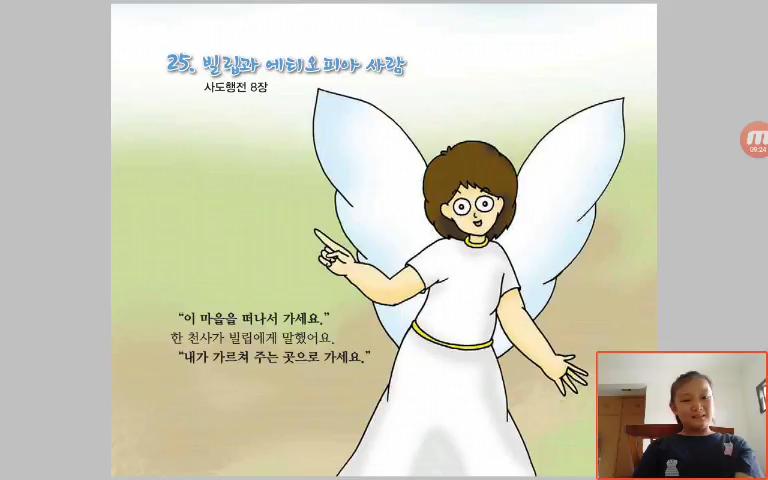 25. 빌립과 에티오피아 사람
사도행전 8장
“이 마을을 떠나서 가세요.”
한 천사가 빌립에게 말했어요.
“내가 가르쳐 주는 곳으로 가세요.”
09:24